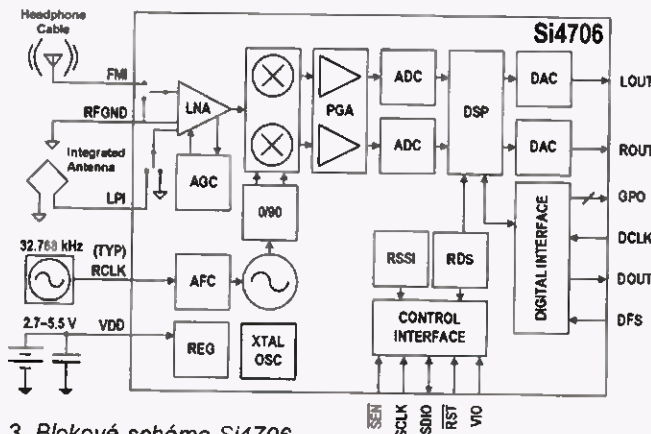 Headphone
Cable
Si4706
FMI
RFGND
LNA
PGA
ADC
DSP
DAC
LOUT
ADC
DAC
ROUT
Integrated
Antenna
LPI
AGC
0/90
GPO
DCLK
DOUT
DFS
DIGITAL INTERFACE
32.768 kHz
(TYP)
RCLK
AFC
RSSI
RDS
2.7–5.5 V
VDD
REG
XTAL
OSC
CONTROL
INTERFACE
SEN
SCLK
SDIO
RST
VIO
3. Blokové schéma Si4706